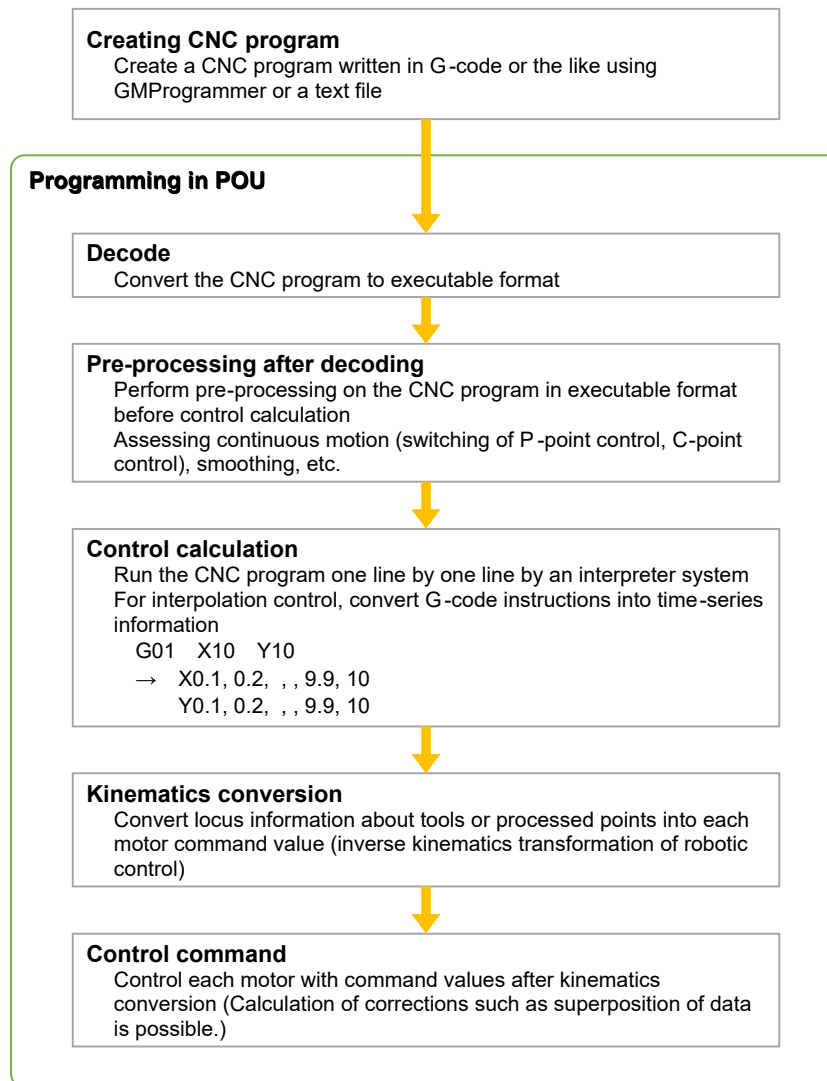 Creating CNC program
Create a CNC program written in G-code or the like using
GMProgrammer or a text file
Programming in POU
Decode
Convert the CNC program to executable format
Pre-processing after decoding
Perform pre-processing on the CNC program in executable format
before control calculation
Assessing continuous motion (switching of P-point control, C-point
control), smoothing, etc.
Control calculation
Run the CNC program one line by one line by an interpreter system
For interpolation control, convert G-code instructions into time-series
information
G01 X10 Y10
→ X0.1, 0.2, , , 9.9, 10
Y0.1, 0.2, , , 9.9, 10
Kinematics conversion
Convert locus information about tools or processed points into each
motor command value (inverse kinematics transformation of robotic
control)
Control command
Control each motor with command values after kinematics
conversion (Calculation of corrections such as superposition of data
is possible.)